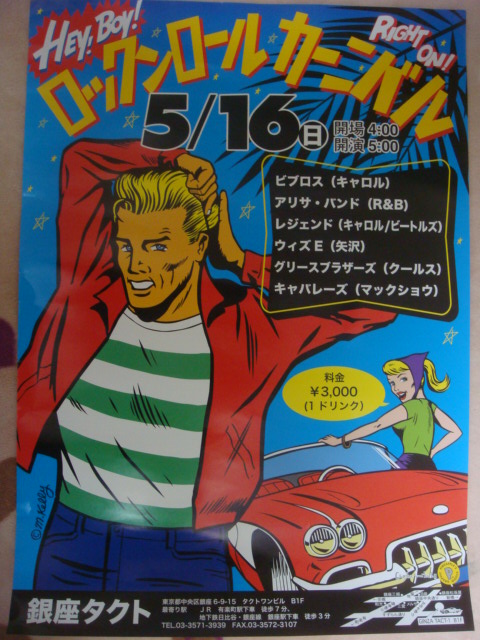 HEY, BOY!
RIGHT ON!
ロックンロール カーニバル
5/16(日) 開場 4:00
開演 5:00
ビブロス（キャロル）
アリサ・バンド（R&B）
レジェンド（キャロル/ビートルズ）
ウィズE（矢沢）
グリースブラザーズ（クールス）
キャバレーズ（マックショウ）
料金
￥3,000
(1ドリンク)
©M.Kelly
銀座タクト
東京都中央区銀座 6-9-15 タクトワンビル B1F
最寄り駅 JR 有楽町駅下車 徒歩7分、
地下鉄日比谷・銀座線 銀座駅下車 徒歩3分
TEL.03-3571-3939 FAX.03-3572-3107
GINZA TACT-1 B1F